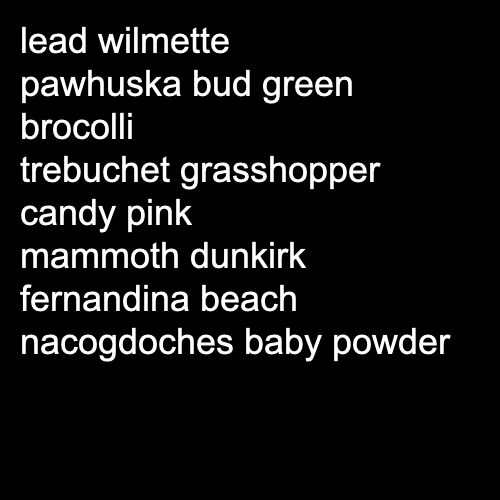 lead wilmette
pawhuska bud green
brocolli
trebuchet grasshopper
candy pink
mammoth dunkirk
fernandina beach
nacogdoches baby powder